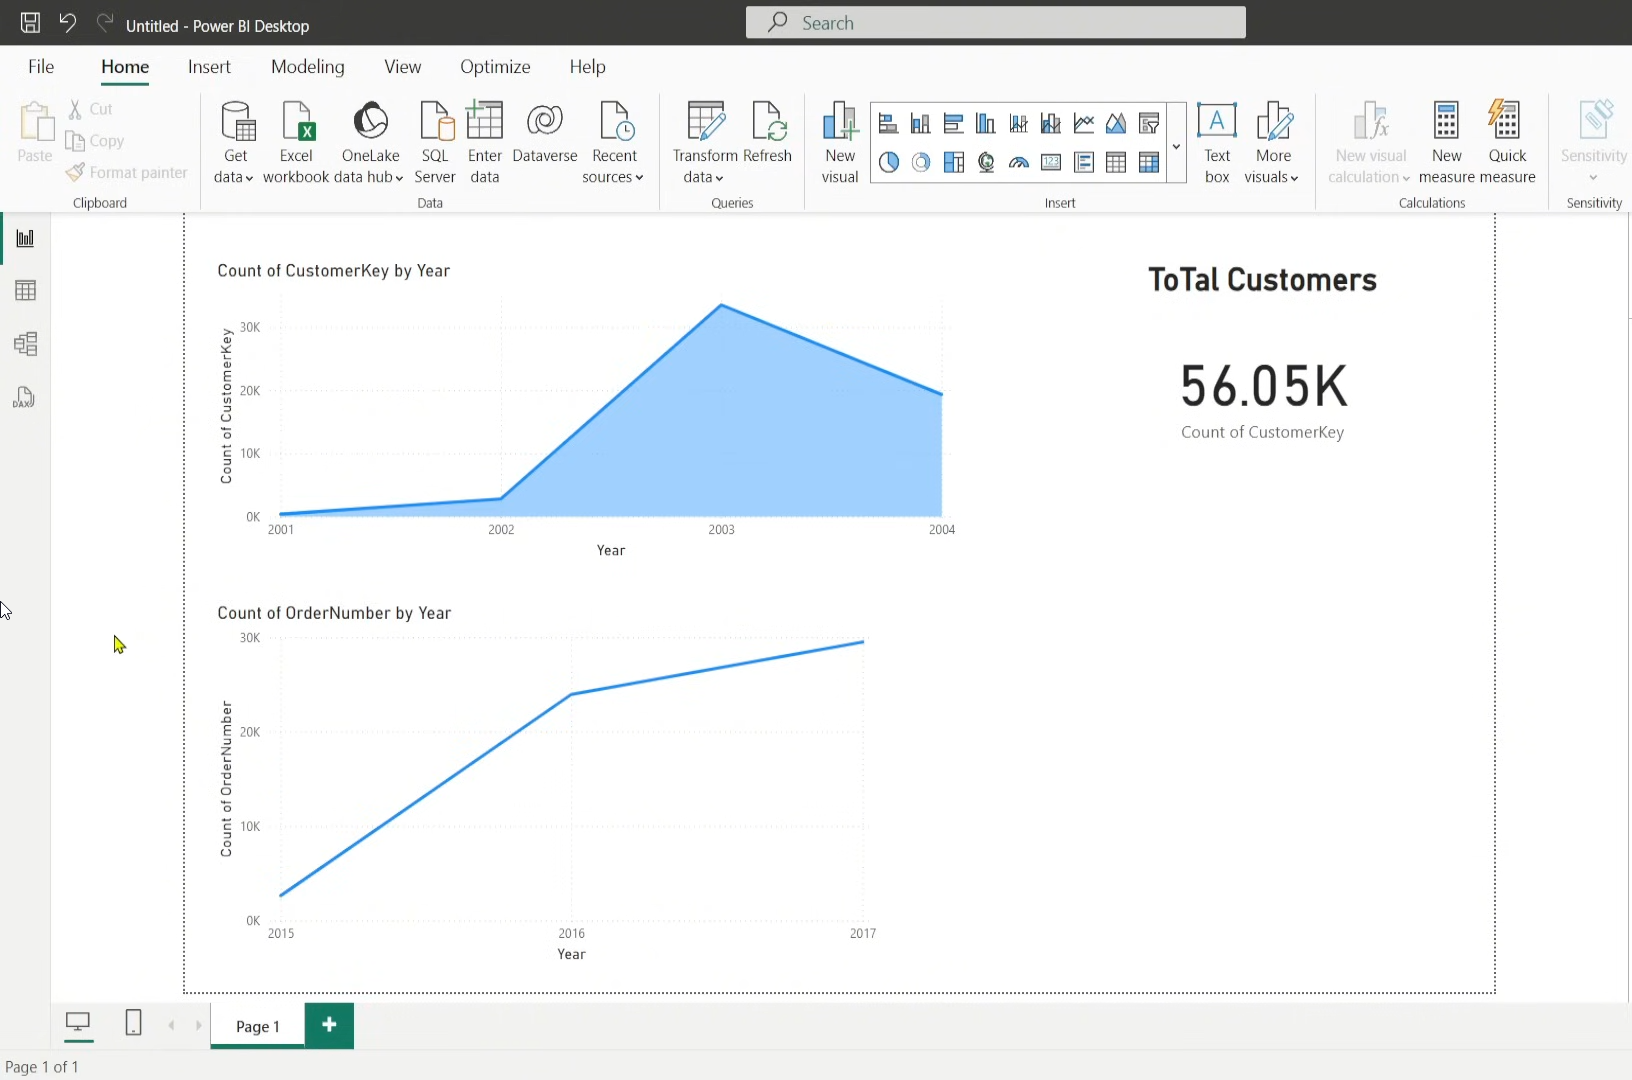 Untitled - Power BI Desktop
Search
File Home Insert Modeling View Optimize Help
Paste
Cut
Copy
Format painter
Clipboard
Get data
Excel workbook
OneLake data hub
SQL Server
Enter data
Dataverse
Recent sources
Data
Transform data
Refresh
Queries
New visual
123
A
Text box
More visuals
Insert
New visual calculation
New measure
Quick measure
Calculations
Sensitivity
Sensitivity
DAX
Count of CustomerKey by Year
Count of CustomerKey
30K
20K
10K
0K
2001 2002 2003 2004
Year
ToTal Customers
56.05K
Count of CustomerKey
Count of OrderNumber by Year
Count of OrderNumber
30K
20K
10K
0K
2015 2016 2017
Year
Page 1
+
Page 1 of 1